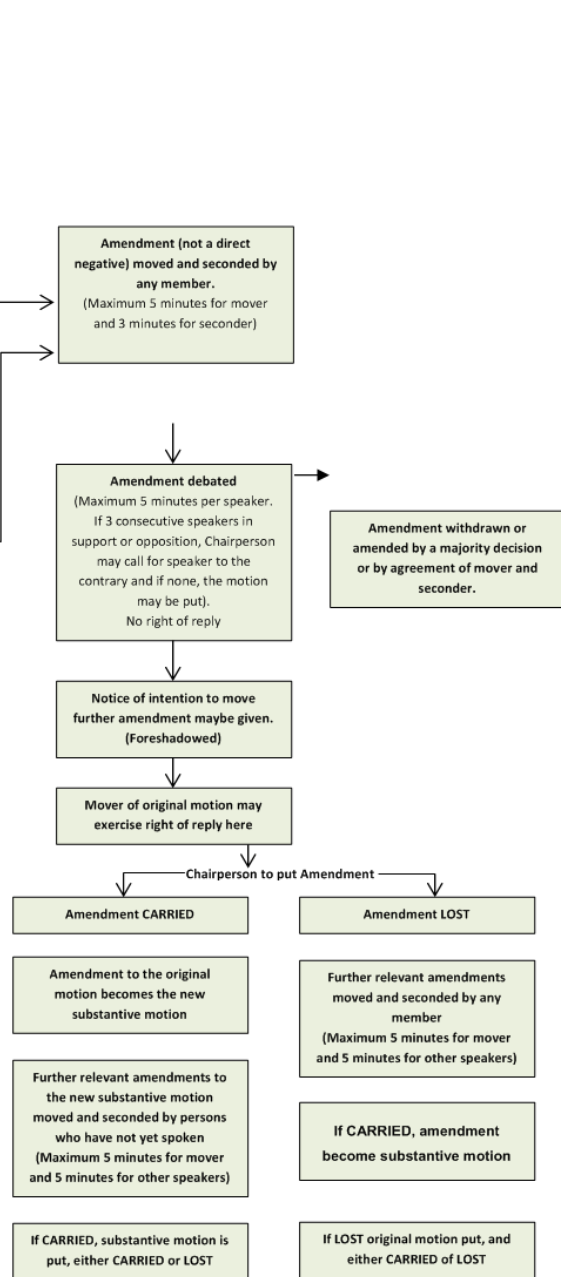 Amendment (not a direct
negative) moved and seconded by
any member.
(Maximum 5 minutes for mover
and 3 minutes for seconder)
Amendment debated
(Maximum 5 minutes per speaker.
If 3 consecutive speakers in
support or opposition, Chairperson
may call for speaker to the
contrary and if none, the motion
may be put).
No right of reply
Amendment withdrawn or
amended by a majority decision
or by agreement of mover and
seconder.
Notice of intention to move
further amendment maybe given.
(Foreshadowed)
Mover of original motion may
exercise right of reply here
Chairperson to put Amendment
Amendment CARRIED
Amendment to the original
motion becomes the new
substantive motion
Further relevant amendments to
the new substantive motion
moved and seconded by persons
who have not yet spoken
(Maximum 5 minutes for mover
and 5 minutes for other speakers)
If CARRIED, substantive motion is
put, either CARRIED or LOST
Amendment LOST
Further relevant amendments
moved and seconded by any
member
(Maximum 5 minutes for mover
and 5 minutes for other speakers)
If CARRIED, amendment
become substantive motion
If LOST original motion put, and
either CARRIED of LOST